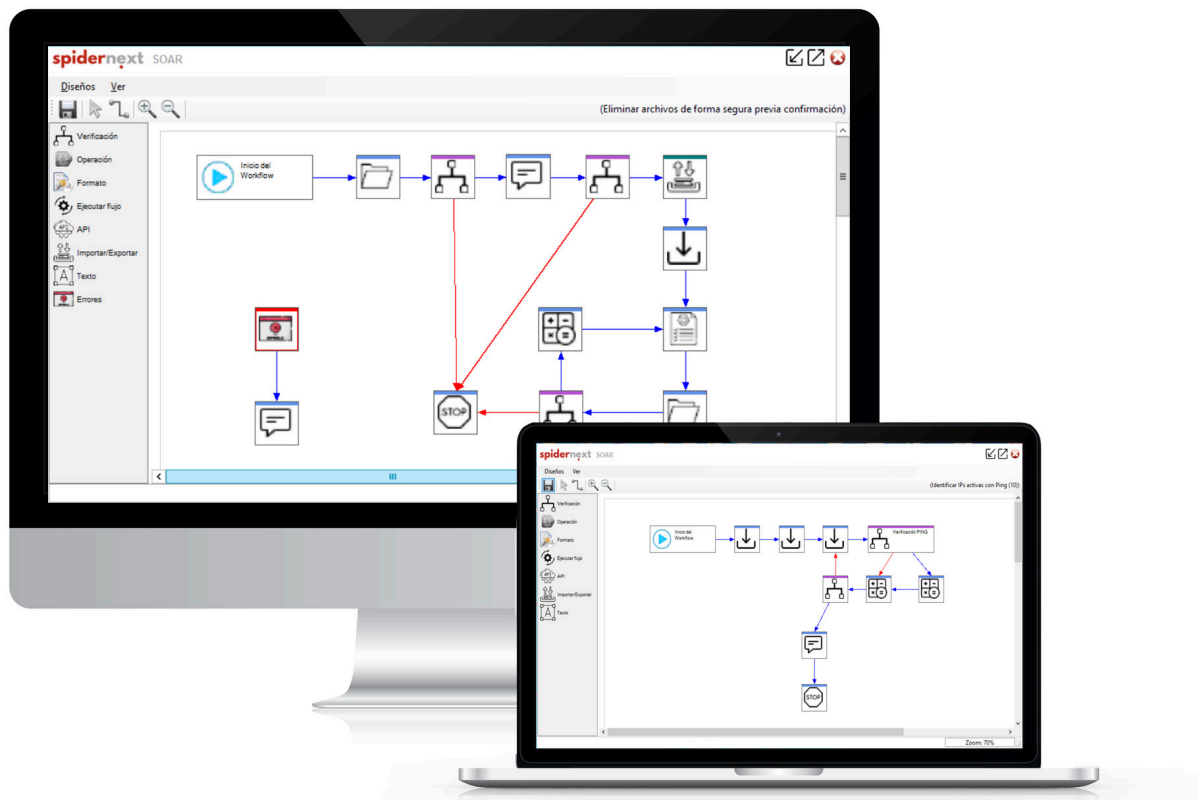 spidernext SOAR
Diseños Ver
(Eliminar archivos de forma segura previa confirmación)
Verificación
Operación
Formato
Ejecutar flujo
API
Importar/Exportar
Texto
Errores
Inicio del
Workflow
STOP
spidernext SOAR
Diseños Ver
(Identificar IPs activas con Ping (10))
Verificación
Operación
Formato
Ejecutar flujo
API
Importar/Exportar
Texto
Inicio del
Workflow
Verificación PING
STOP
Zoom: 70%